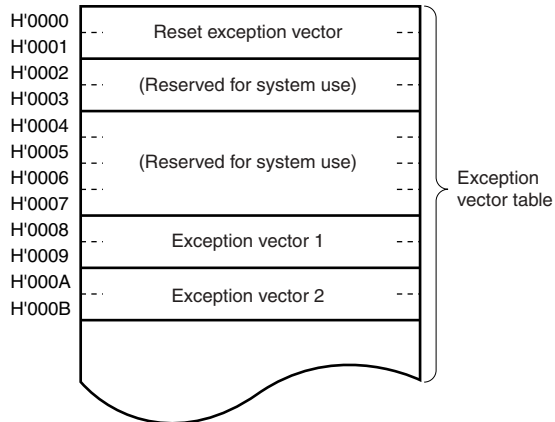 H'0000
Reset exception vector
H'0001
H'0002
(Reserved for system use)
H'0003
H'0004
H'0005
(Reserved for system use)
H'0006
H'0007
Exception
vector table
H'0008
Exception vector 1
H'0009
H'000A
Exception vector 2
H'000B